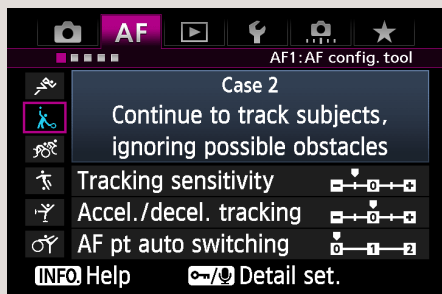 AF
AF1:AF config. tool
Case 2
Continue to track subjects,
ignoring possible obstacles
Tracking sensitivity
- 0 +
Accel./decel. tracking
- 0 +
AF pt auto switching
0 1 2
INFO. Help
Detail set.